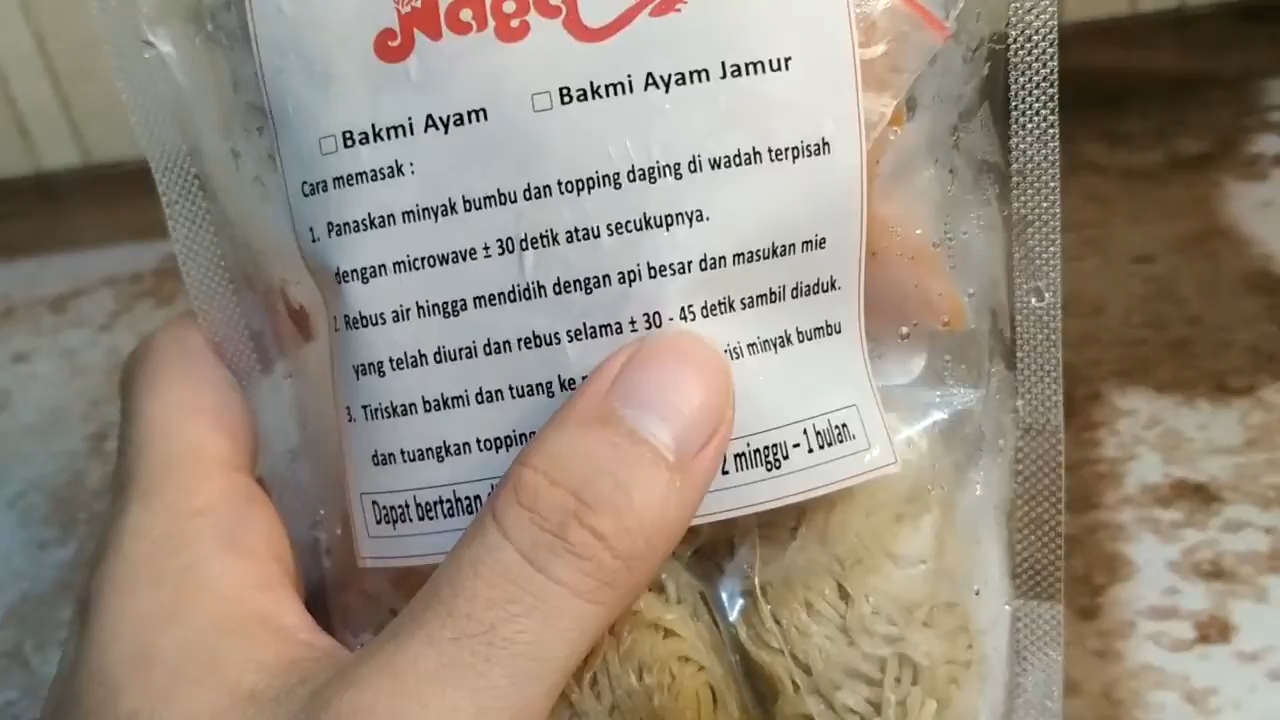 Naga
Bakmi Ayam
Bakmi Ayam Jamur
Cara memasak :
1. Panaskan minyak bumbu dan topping daging di wadah terpisah
dengan microwave ± 30 detik atau secukupnya.
2. Rebus air hingga mendidih dengan api besar dan masukan mie
yang telah diurai dan rebus selama ± 30 - 45 detik sambil diaduk.
3. Tiriskan bakmi dan tuang ke minyak bumbu
dan tuangkan topping
Dapat bertahan 2 minggu – 1 bulan.